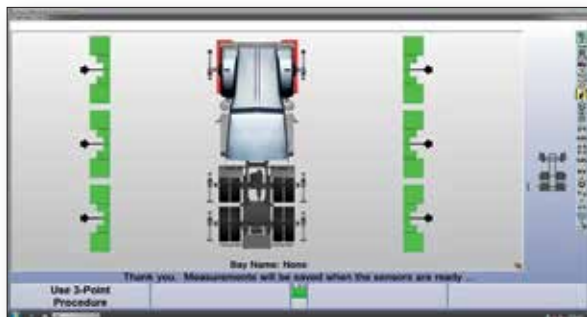 Bay Name: None
Thank you. Measurements will be saved when the sensors are ready ...
Use 3-Point
Procedure